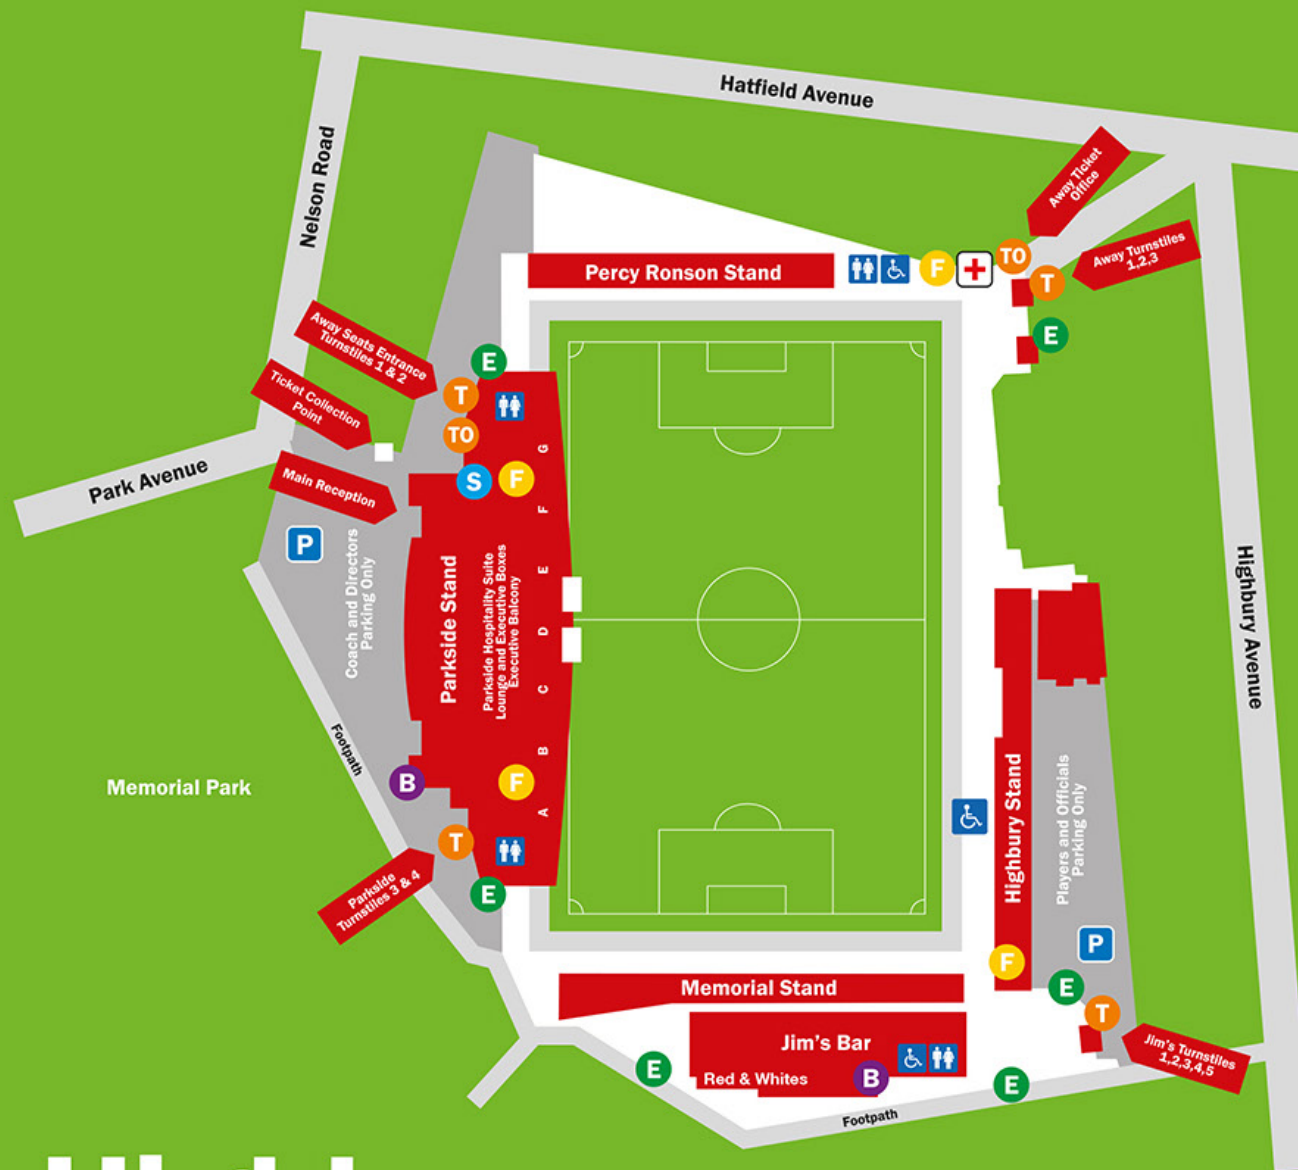 Hatfield Avenue
Nelson Road
Away Ticket
Office
Away Turnstiles
1,2,3
Percy Ronson Stand
F
TO
T
E
Away Seats Entrance
Turnstiles 1 & 2
E
T
TO
Ticket Collection
Point
Park Avenue
Main Reception
S
F
P
Coach and Directors
Parking Only
Parkside Stand
Parkside Hospitality Suite
Lounge and Executive Boxes
Executive Balcony
G
F
E
D
C
B
A
Highbury Avenue
Footpath
Memorial Park
B
F
T
Parkside
Turnstiles 3 & 4
E
Highbury Stand
Players and Officials
Parking Only
P
F
E
T
Memorial Stand
Jim's Bar
Red & Whites
B
E
E
Jim's Turnstiles
1,2,3,4,5
Footpath